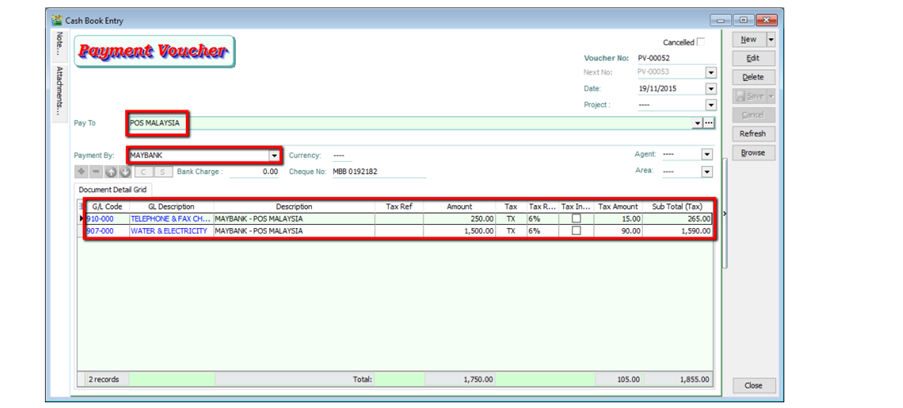 Cash Book Entry
Note...
Attachments...
Payment Voucher
Cancelled
Voucher No: PV-00052
Next No: PV-00053
Date: 19/11/2015
Project : ----
Pay To POS MALAYSIA
Payment By: MAYBANK Currency: ---- Agent: ----
C S Bank Charge : 0.00 Cheque No: MBB 0192182 Area: ----
Document Detail Grid
G/L Code GL Description Description Tax Ref Amount Tax Tax R... Tax In... Tax Amount Sub Total (Tax)
910-000 TELEPHONE & FAX CH... MAYBANK - POS MALAYSIA 250.00 TX 6% 15.00 265.00
907-000 WATER & ELECTRICITY MAYBANK - POS MALAYSIA 1,500.00 TX 6% 90.00 1,590.00
2 records Total: 1,750.00 105.00 1,855.00
New
Edit
Delete
Save
Cancel
Refresh
Browse
Close